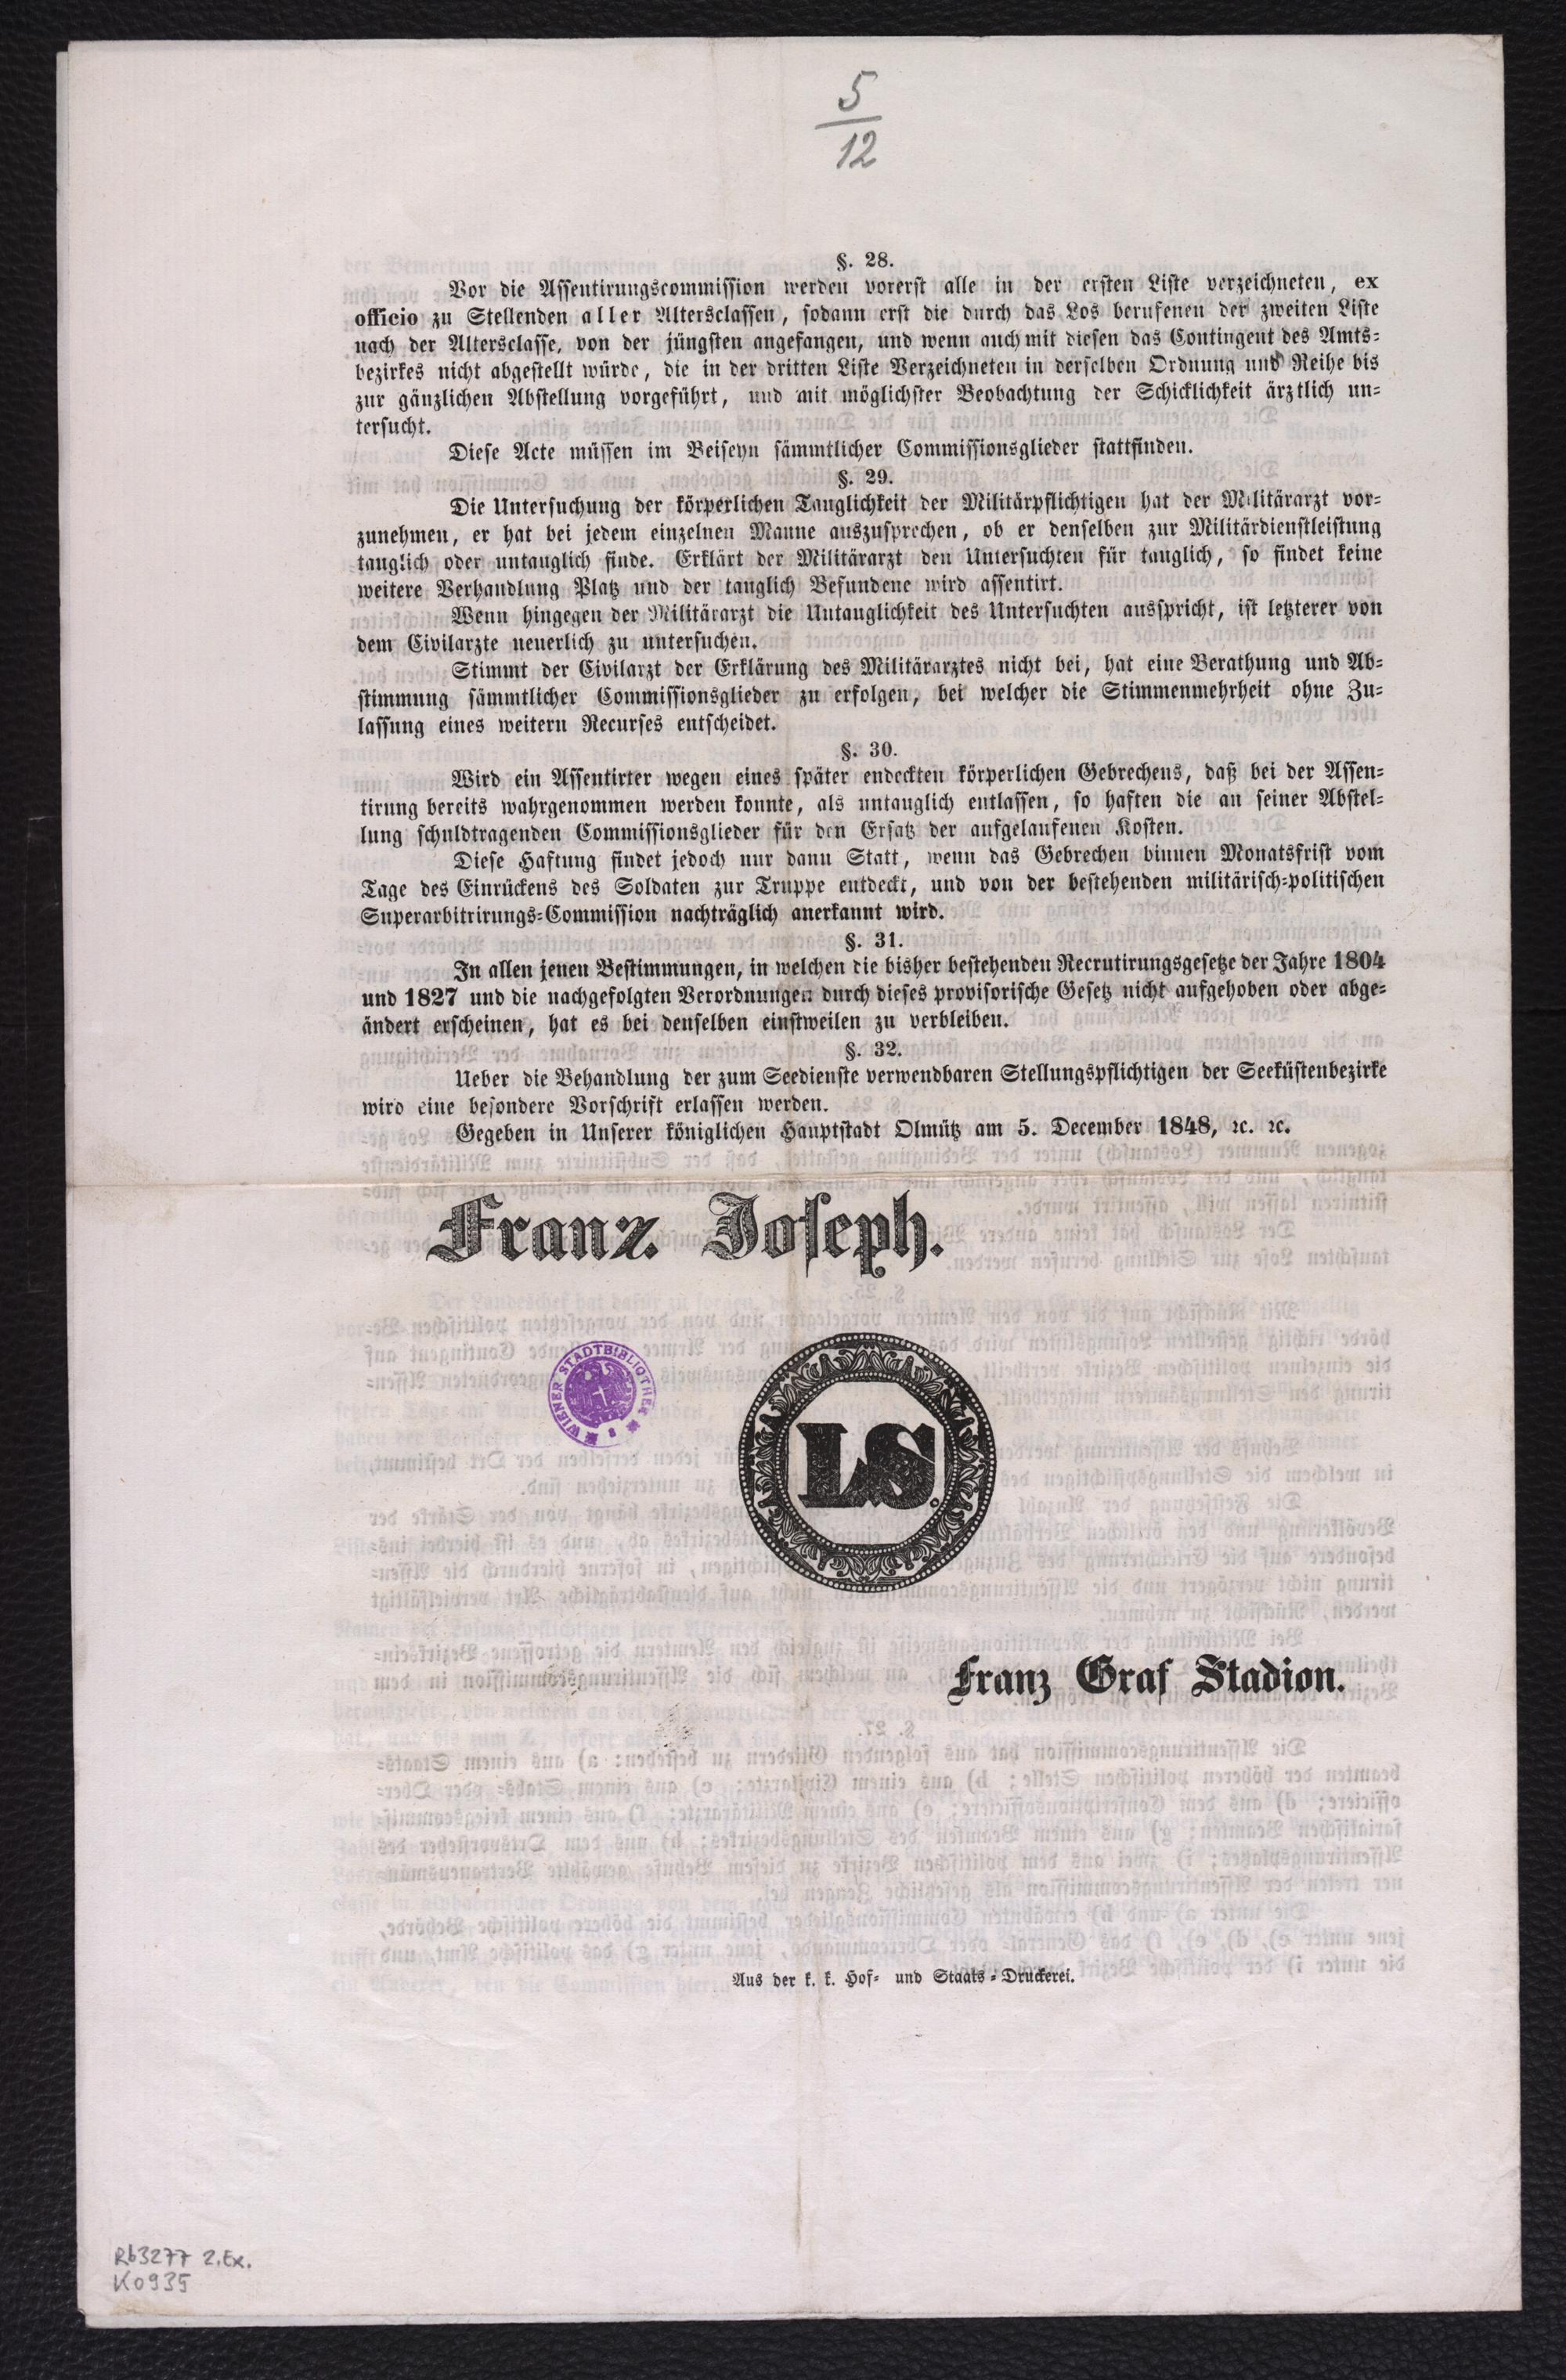 5
12
§. 28.
Vor die Assentirungscommission werden vorerst alle in der ersten Liste verzeichneten, ex
officio zu Stellenden aller Altersclassen, sodann erst die durch das Los berufenen der zweiten Liste
nach der Altersclasse, von der jüngsten angefangen, und wenn auch mit diesen das Contingent des Amts-
bezirkes nicht abgestellt würde, die in der dritten Liste Verzeichneten in derselben Ordnung und Reihe bis
zur gänzlichen Abstellung vorgeführt, und mit möglichster Beobachtung der Schicklichkeit ärztlich un-
tersucht.
Diese Acte müssen im Beiseyn sämmtlicher Commissionsglieder stattfinden.
§. 29.
Die Untersuchung der körperlichen Tauglichkeit der Militärpflichtigen hat der Militärarzt vor-
zunehmen, er hat bei jedem einzelnen Manne auszusprechen, ob er denselben zur Militärdienstleistung
tauglich oder untauglich finde. Erklärt der Militärarzt den Untersuchten für tauglich, so findet keine
weitere Verhandlung Platz und der tauglich Befundene wird assentirt.
Wenn hingegen der Militärarzt die Untauglichkeit des Untersuchten ausspricht, ist letzterer von
dem Civilarzte neuerlich zu untersuchen.
Stimmt der Civilarzt der Erklärung des Militärarztes nicht bei, hat eine Berathung und Ab-
stimmung sämmtlicher Commissionsglieder zu erfolgen, bei welcher die Stimmenmehrheit ohne Zu-
lassung eines weitern Recurses entscheidet.
§. 30.
Wird ein Assentirter wegen eines später endeckten körperlichen Gebrechens, daß bei der Assen-
tirung bereits wahrgenommen werden konnte, als untauglich entlassen, so haften die an seiner Abstel-
lung schuldtragenden Commissionsglieder für den Ersatz der aufgelaufenen Kosten.
Diese Haftung findet jedoch nur dann Statt, wenn das Gebrechen binnen Monatsfrist vom
Tage des Einrückens des Soldaten zur Truppe entdeckt, und von der bestehenden militärisch-politischen
Superarbitrirungs-Commission nachträglich anerkannt wird.
§. 31.
In allen jenen Bestimmungen, in welchen die bisher bestehenden Recrutirungsgesetze der Jahre 1804
und 1827 und die nachgefolgten Verordnungen durch dieses provisorische Gesetz nicht aufgehoben oder abge-
ändert erscheinen, hat es bei denselben einstweilen zu verbleiben.
§. 32.
Ueber die Behandlung der zum Seedienste verwendbaren Stellungspflichtigen der Seeküstenbezirke
wird eine besondere Vorschrift erlassen werden.
Gegeben in Unserer königlichen Hauptstadt Olmütz am 5. December 1848, ꝛc. ꝛc.
Franz Joseph.
WIENER STADTBIBLIOTHEK
LS.
Franz Graf Stadion.
Aus der k. k. Hof- und Staats-Druckerei.
Rb3277 2.Ex.
K0935